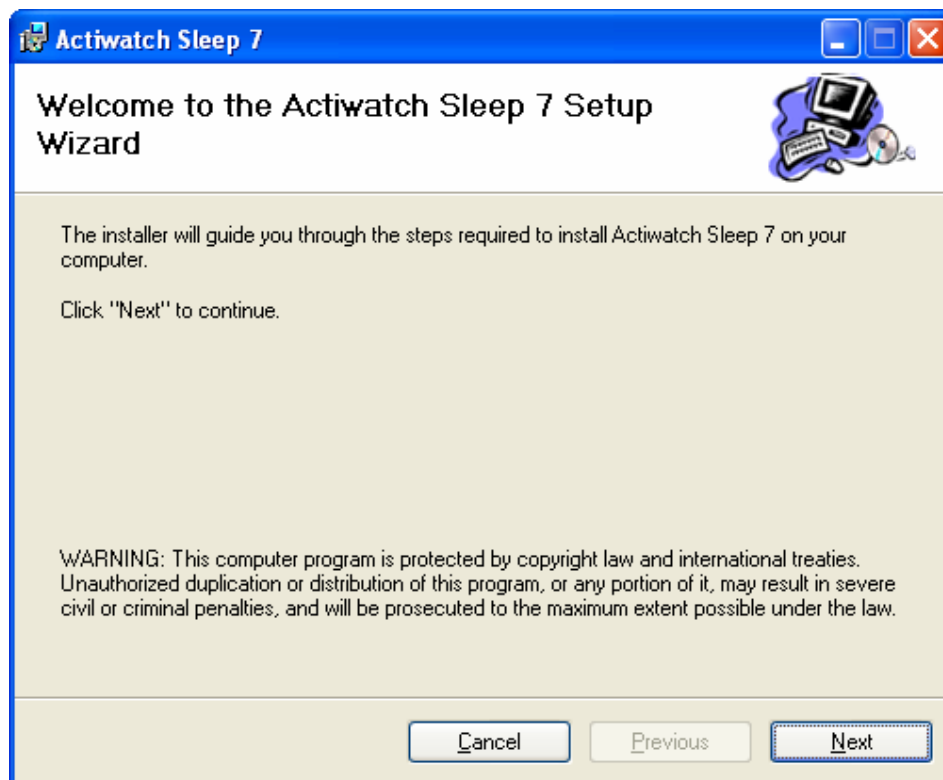 Actiwatch Sleep 7
Welcome to the Actiwatch Sleep 7 Setup
Wizard
The installer will guide you through the steps required to install Actiwatch Sleep 7 on your
computer.
Click "Next" to continue.
WARNING: This computer program is protected by copyright law and international treaties.
Unauthorized duplication or distribution of this program, or any portion of it, may result in severe
civil or criminal penalties, and will be prosecuted to the maximum extent possible under the law.
Cancel Previous Next